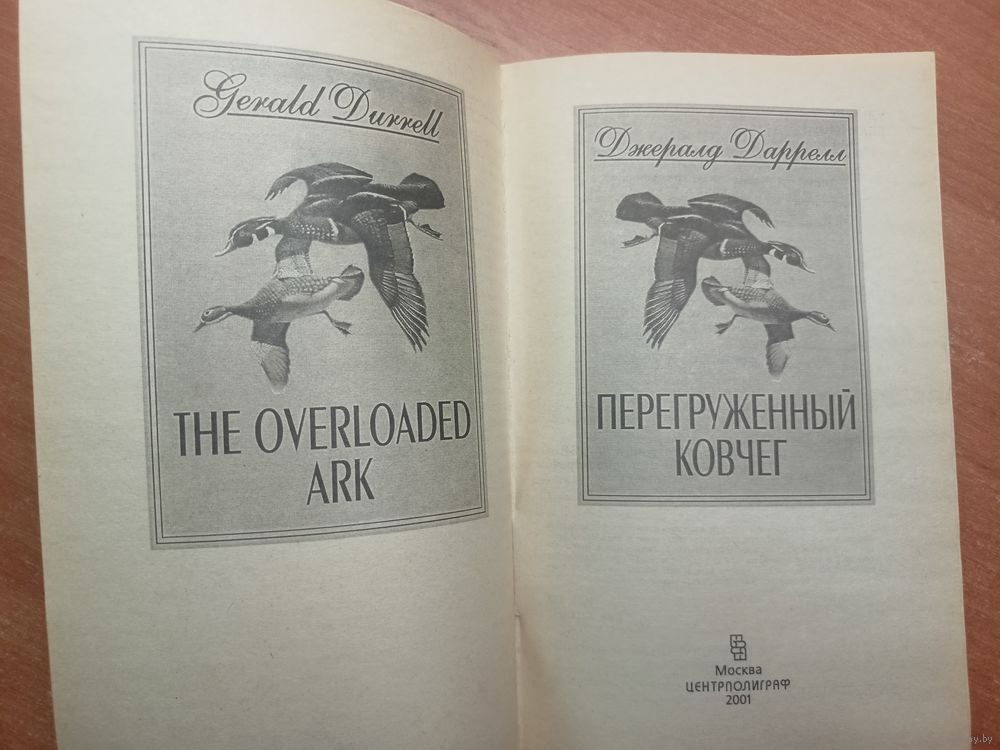 Gerald Durrell
THE OVERLOADED
ARK
Джералд Даррелл
ПЕРЕГРУЖЕННЫЙ
КОВЧЕГ
Москва
ЦЕНТРПОЛИГРАФ
2001